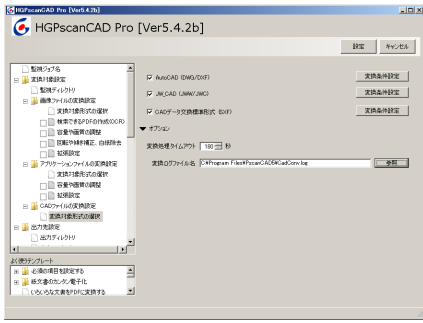 HGPscanCAD Pro [Ver5.4.2b]
HGPscanCAD Pro [Ver5.4.2b]
設定 キャンセル
監視ジョブ名
変換対象設定
監視ディレクトリ
画像ファイルの変換設定
変換対象形式の選択
検索できるPDFの作成(OCR)
容量や画質の調整
回転や傾き補正、白紙除去
拡張設定
アプリケーションファイルの変換設定
変換対象形式の選択
容量や画質の調整
拡張設定
CADファイルの変換設定
変換対象形式の選択
出力先設定
出力ディレクトリ
よく使うテンプレート
必須の項目を設定する
紙文書のカンタン電子化
いろいろな文書をPDFに変換する
AutoCAD (DWG/DXF) 変換条件設定
JW_CAD (JWW/JWC) 変換条件設定
CADデータ交換標準形式 (SXF) 変換条件設定
▼ オプション
変換処理タイムアウト 180 秒
変換ログファイル名 C:¥Program Files¥PscanCAD5¥CadConv.log 参照